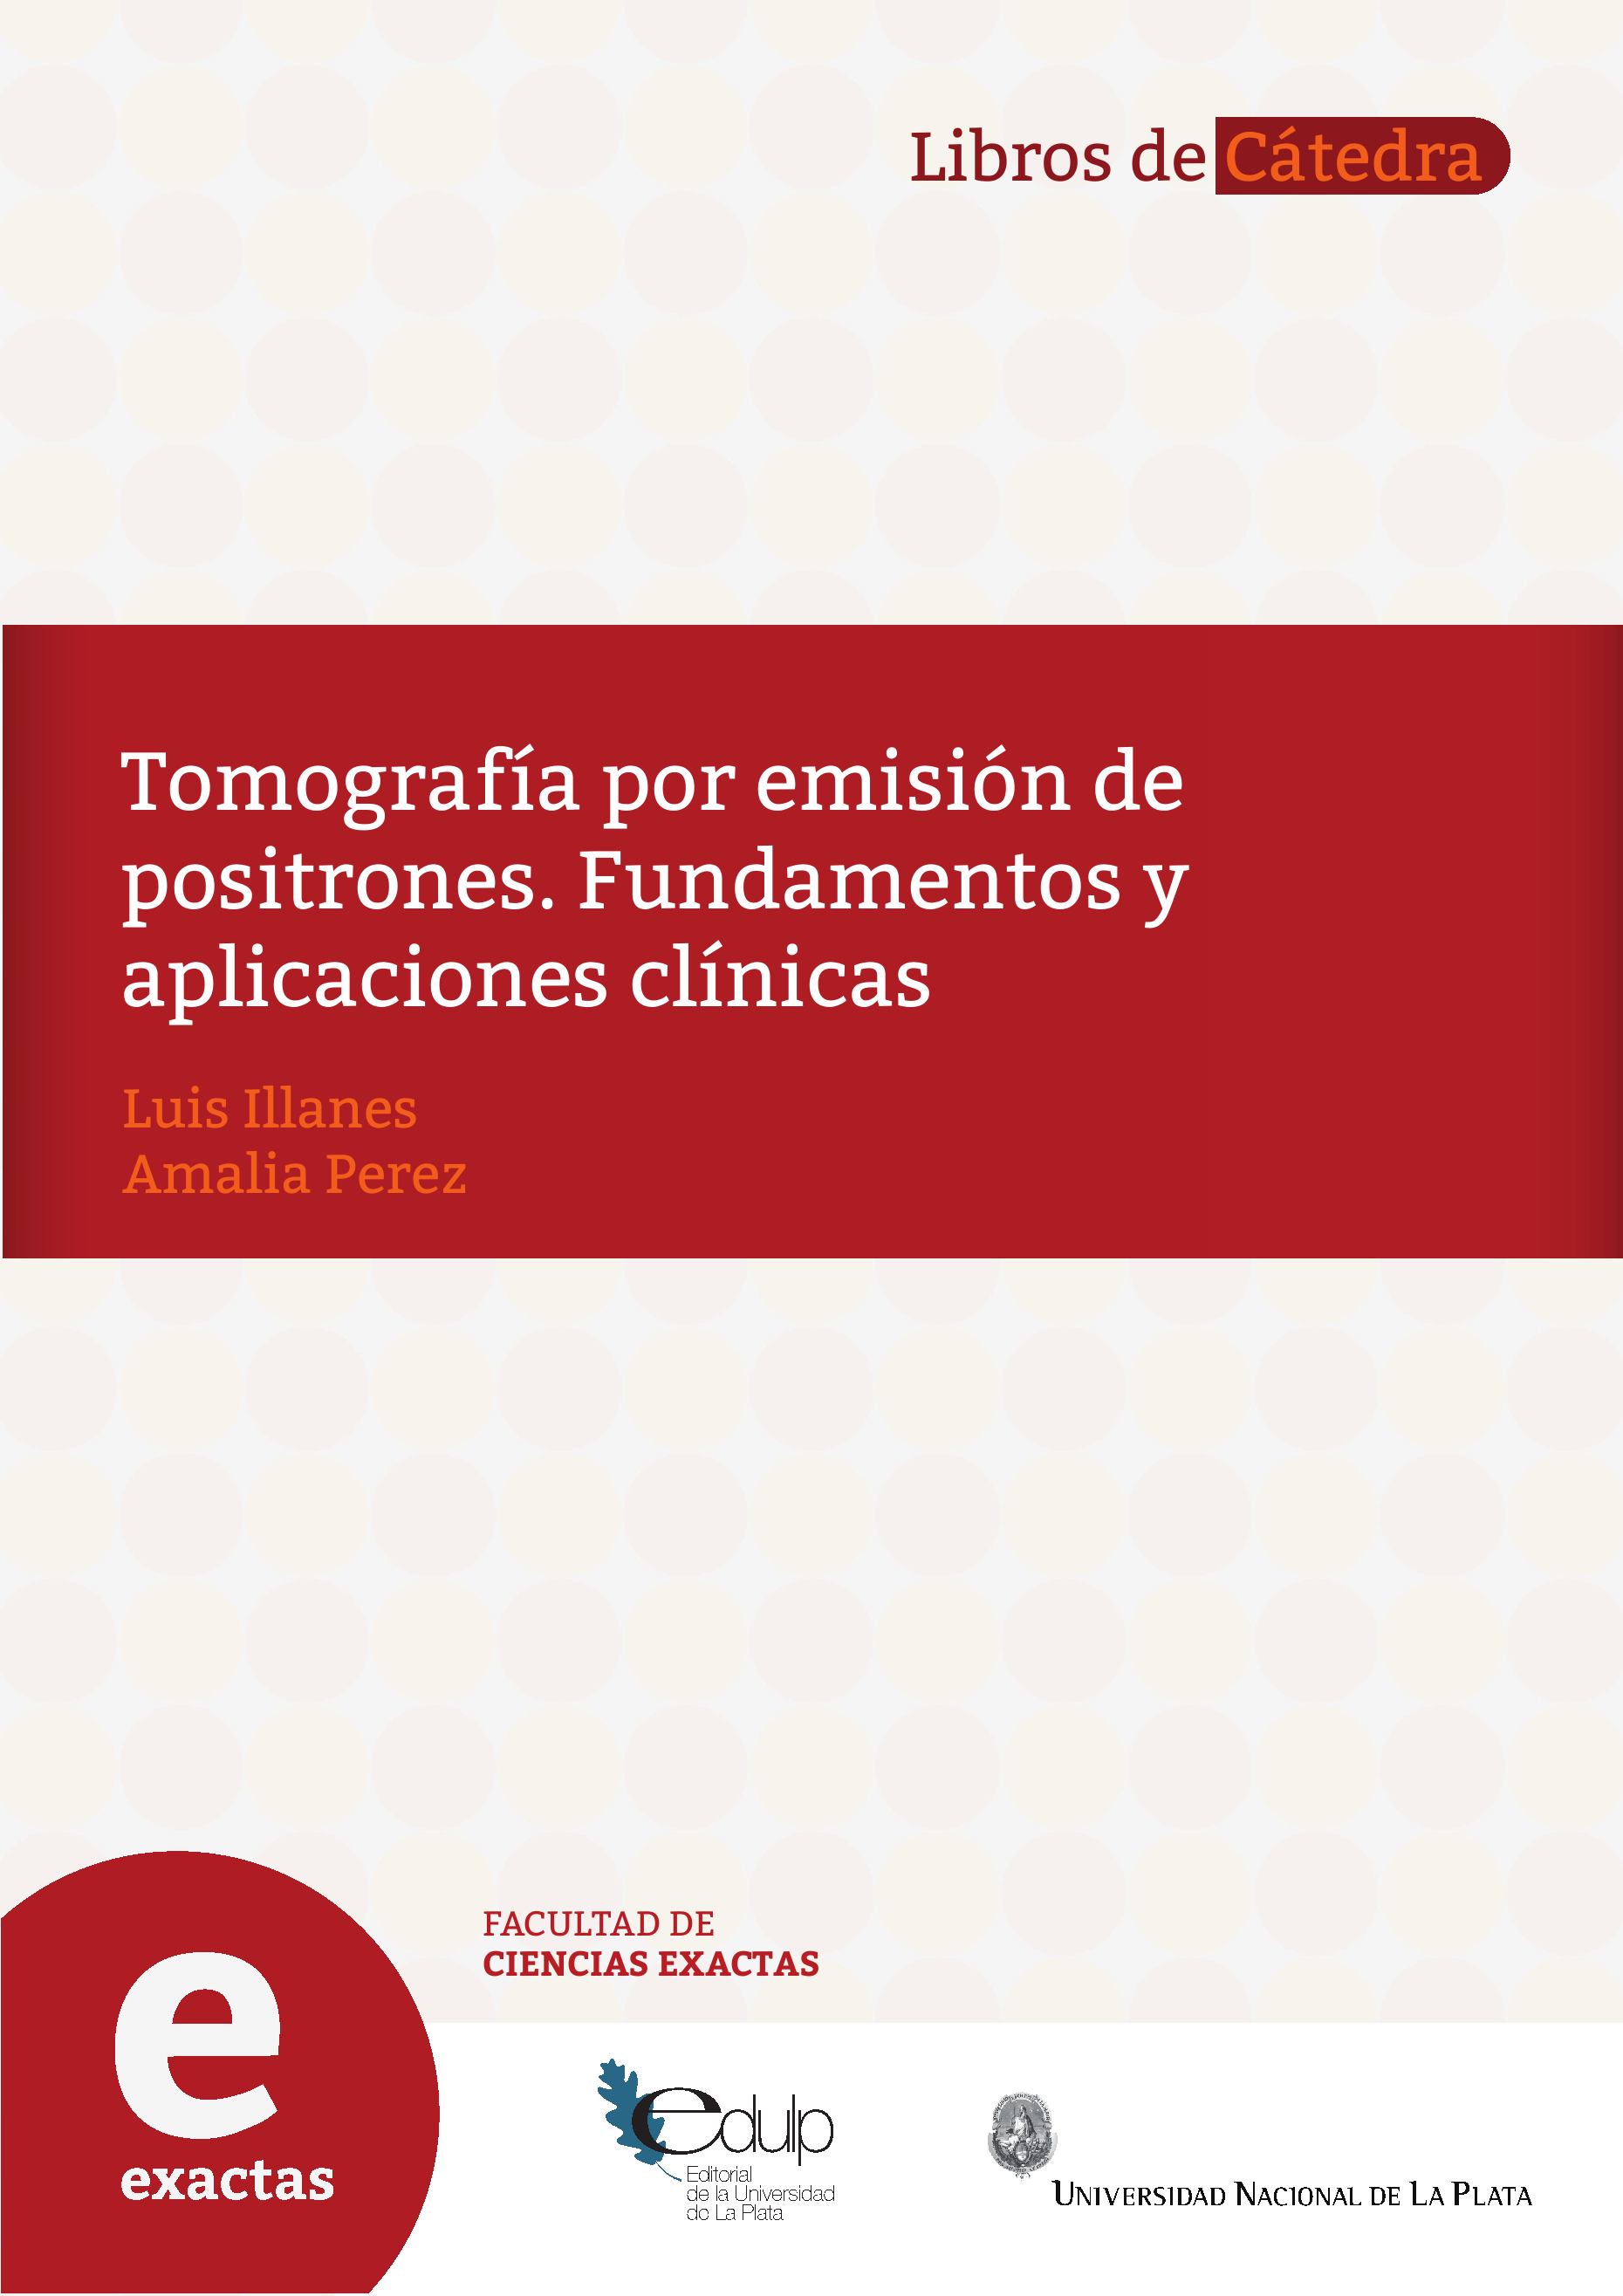 Libros de Cátedra
Tomografía por emisión de
positrones. Fundamentos y
aplicaciones clínicas
Luis Illanes
Amalia Perez
FACULTAD DE
CIENCIAS EXACTAS
e
exactas
edulp
Editorial
de la Universidad
de La Plata
UNIVERSIDAD NACIONAL DE LA PLATA